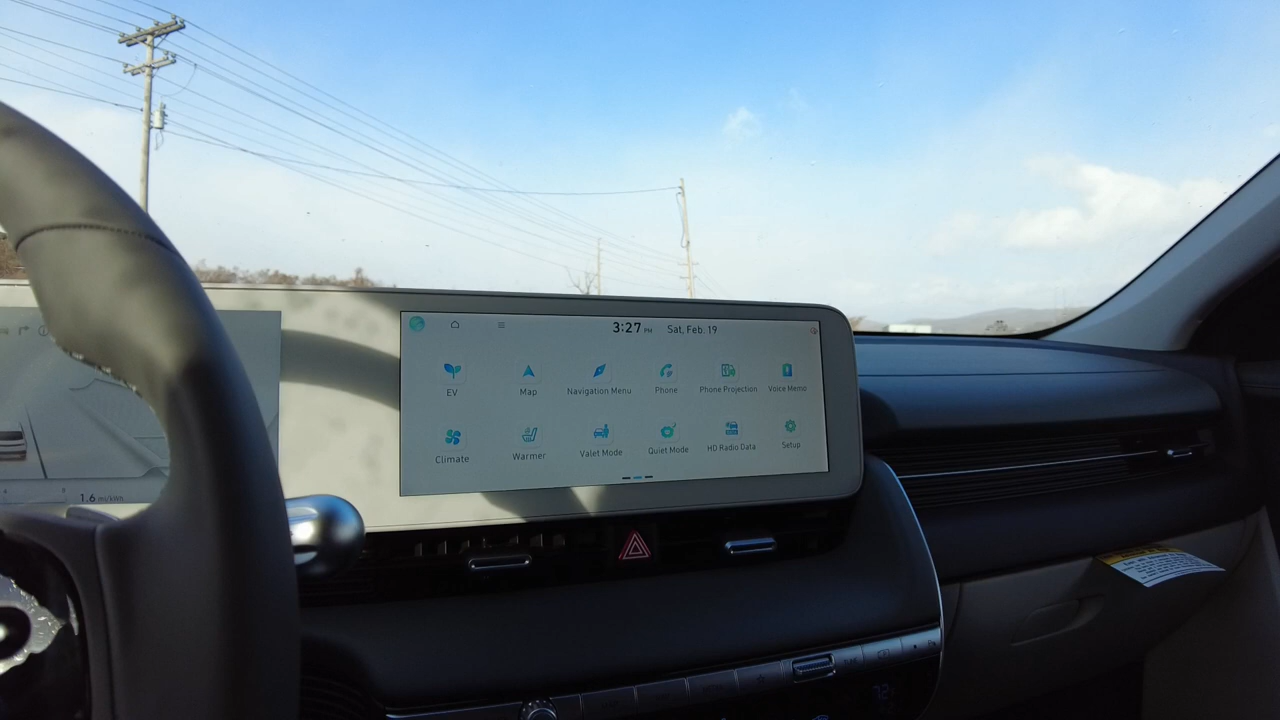 3:27 PM Sat, Feb. 19
EV Map Navigation Menu Phone Phone Projection Voice Memo
Climate Warmer Valet Mode Quiet Mode HD Radio Data Setup
1.6 mi/kWh